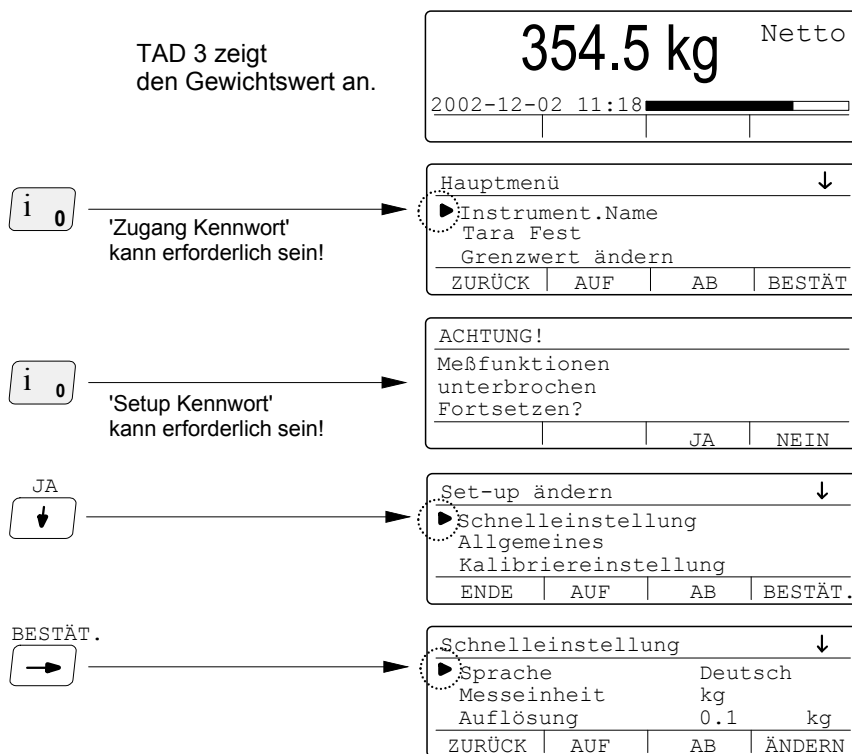 TAD 3 zeigt
den Gewichtswert an.
354.5 kg Netto
2002-12-02 11:18
i 0
'Zugang Kennwort'
kann erforderlich sein!
Hauptmenü ↓
Instrument.Name
Tara Fest
Grenzwert ändern
ZURÜCK AUF AB BESTÄT
i 0
'Setup Kennwort'
kann erforderlich sein!
ACHTUNG!
Meßfunktionen
unterbrochen
Fortsetzen?
JA NEIN
JA
Set-up ändern ↓
Schnelleinstellung
Allgemeines
Kalibriereinstellung
ENDE AUF AB BESTÄT.
BESTÄT.
Schnelleinstellung ↓
Sprache Deutsch
Messeinheit kg
Auflösung 0.1 kg
ZURÜCK AUF AB ÄNDERN